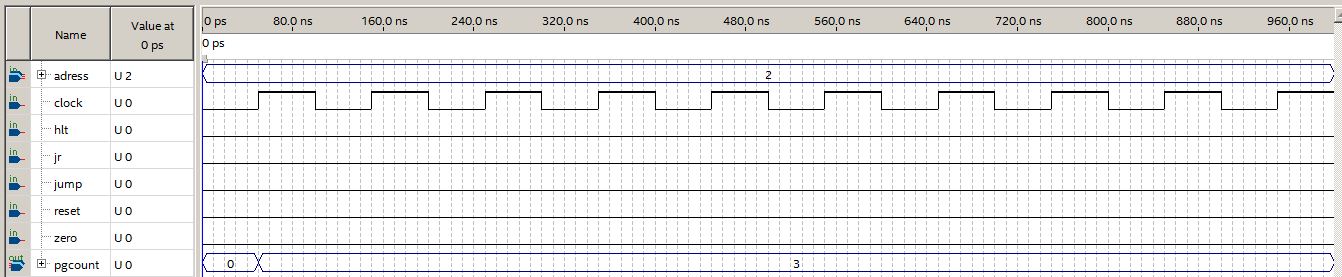 Name Value at 0 ps 0 ps 80.0 ns 160.0 ns 240.0 ns 320.0 ns 400.0 ns 480.0 ns 560.0 ns 640.0 ns 720.0 ns 800.0 ns 880.0 ns 960.0 ns
0 ps
in adress U 2 2
in clock U 0
in hlt U 0
in jr U 0
in jump U 0
in reset U 0
in zero U 0
out pgcount U 0 0 3